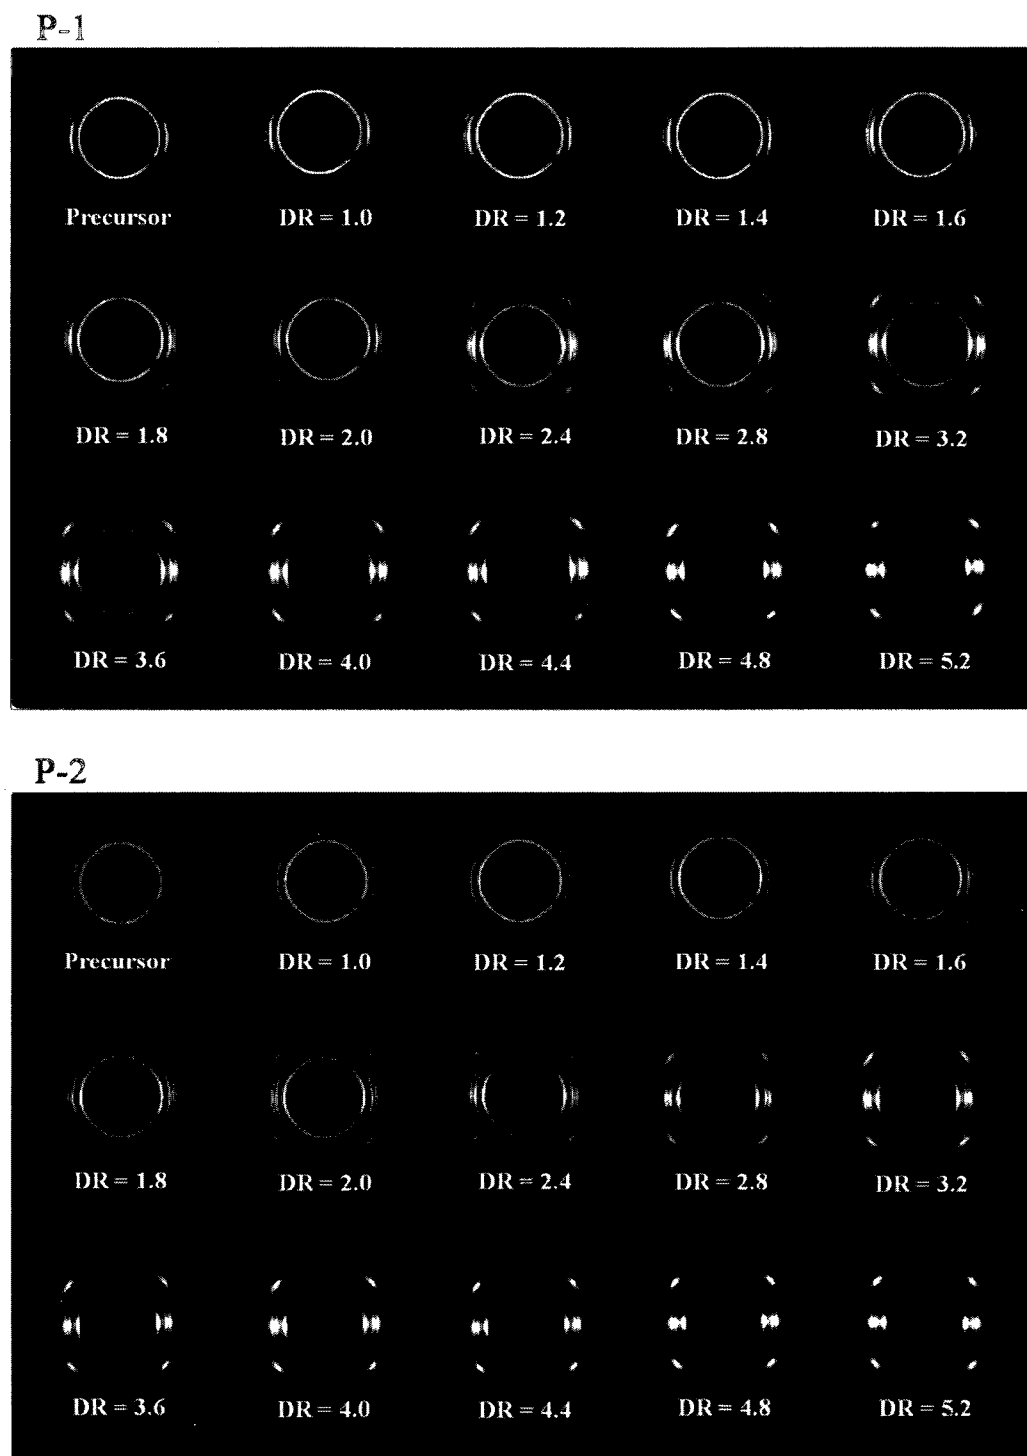 P-1
Precursor DR = 1.0 DR = 1.2 DR = 1.4 DR = 1.6
DR = 1.8 DR = 2.0 DR = 2.4 DR = 2.8 DR = 3.2
DR = 3.6 DR = 4.0 DR = 4.4 DR = 4.8 DR = 5.2
P-2
Precursor DR = 1.0 DR = 1.2 DR = 1.4 DR = 1.6
DR = 1.8 DR = 2.0 DR = 2.4 DR = 2.8 DR = 3.2
DR = 3.6 DR = 4.0 DR = 4.4 DR = 4.8 DR = 5.2